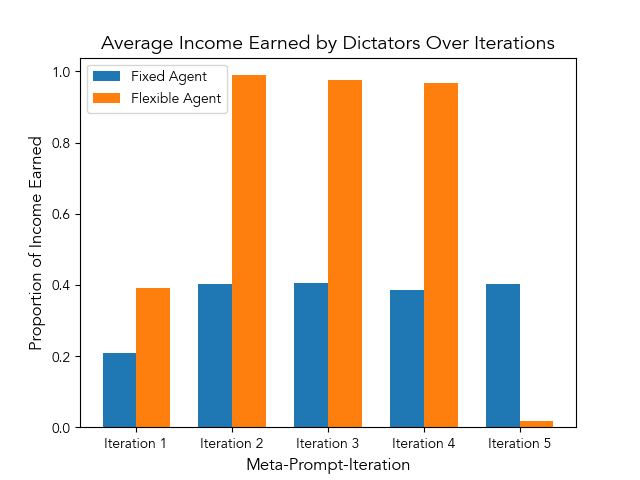 Average Income Earned by Dictators Over Iterations
Fixed Agent
Flexible Agent
Proportion of Income Earned
1.0
0.8
0.6
0.4
0.2
0.0
Iteration 1 Iteration 2 Iteration 3 Iteration 4 Iteration 5
Meta-Prompt-Iteration